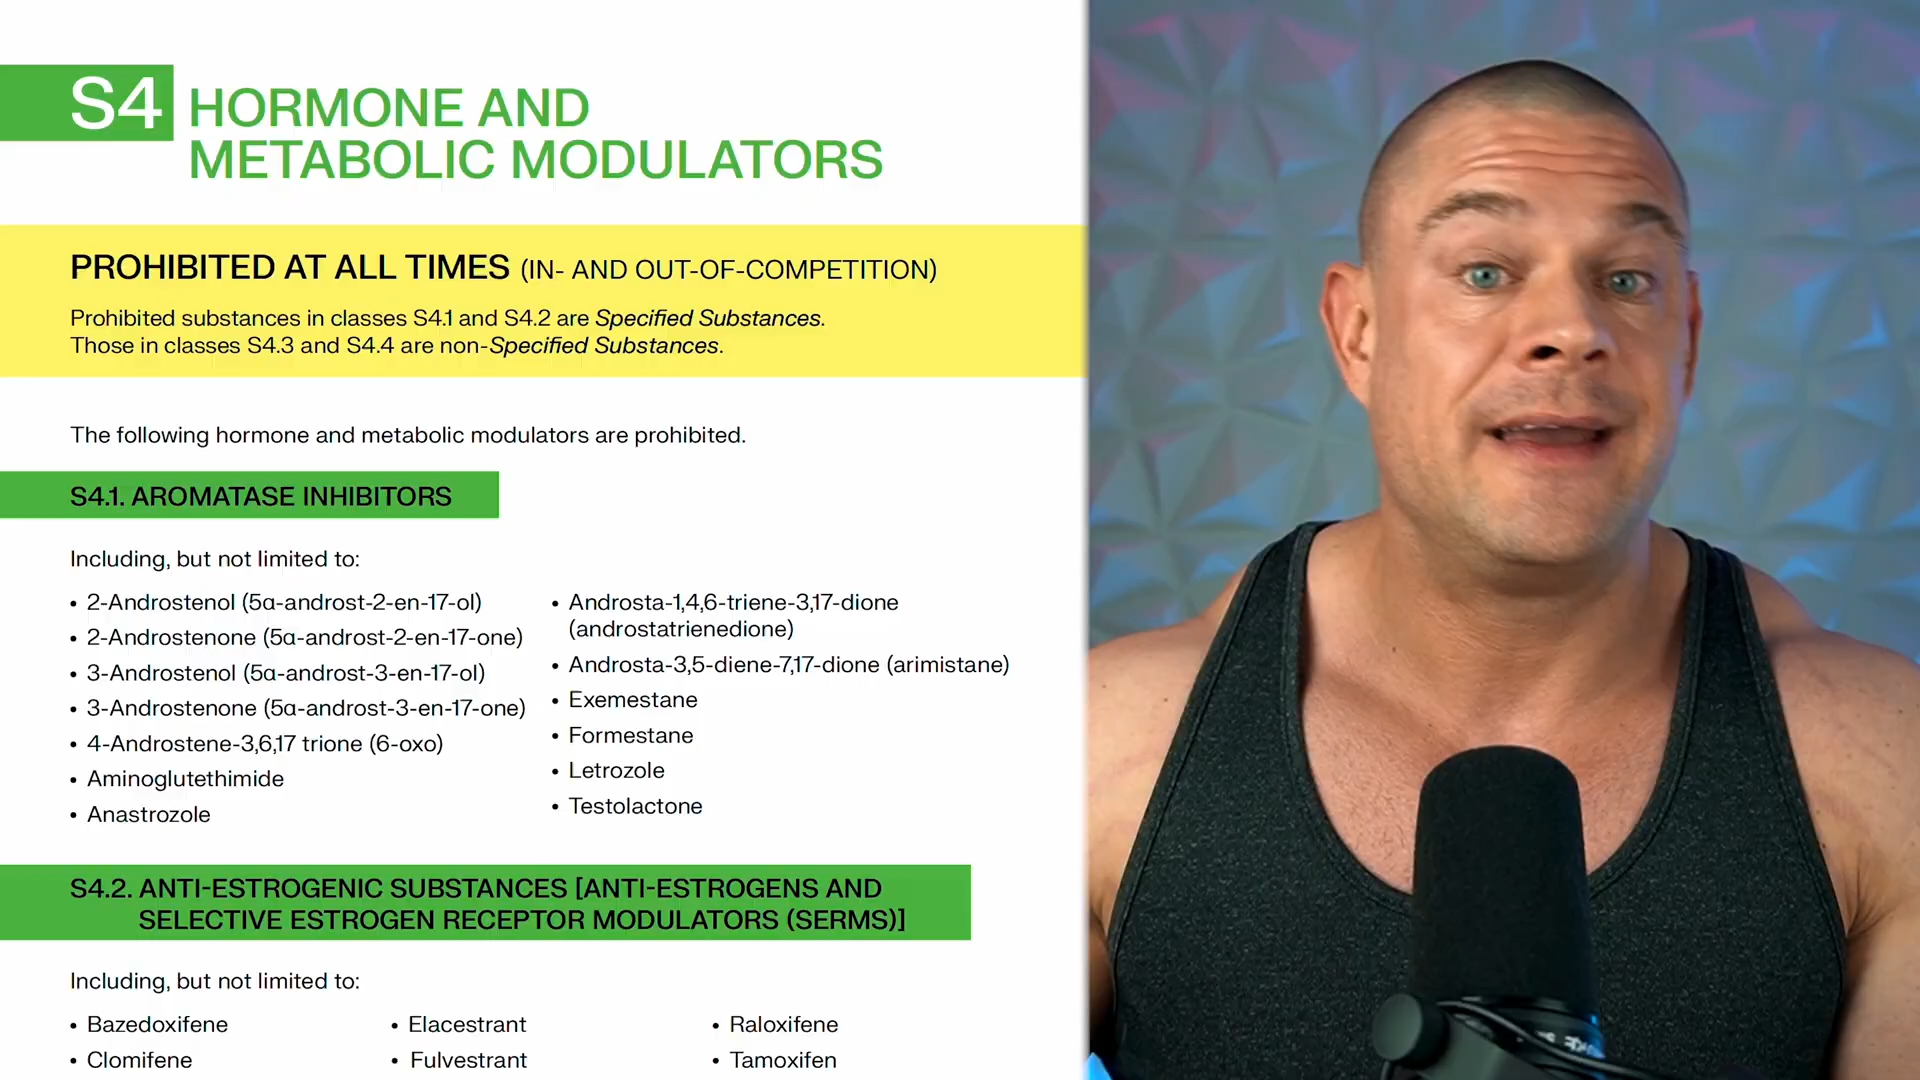 S4 HORMONE AND
METABOLIC MODULATORS
PROHIBITED AT ALL TIMES (IN- AND OUT-OF-COMPETITION)
Prohibited substances in classes S4.1 and S4.2 are Specified Substances.
Those in classes S4.3 and S4.4 are non-Specified Substances.
The following hormone and metabolic modulators are prohibited.
S4.1. AROMATASE INHIBITORS
Including, but not limited to:
• 2-Androstenol (5α-androst-2-en-17-ol)
• 2-Androstenone (5α-androst-2-en-17-one)
• 3-Androstenol (5α-androst-3-en-17-ol)
• 3-Androstenone (5α-androst-3-en-17-one)
• 4-Androstene-3,6,17 trione (6-oxo)
• Aminoglutethimide
• Anastrozole
• Androsta-1,4,6-triene-3,17-dione
(androstatrienedione)
• Androsta-3,5-diene-7,17-dione (arimistane)
• Exemestane
• Formestane
• Letrozole
• Testolactone
S4.2. ANTI-ESTROGENIC SUBSTANCES [ANTI-ESTROGENS AND
SELECTIVE ESTROGEN RECEPTOR MODULATORS (SERMS)]
Including, but not limited to:
• Bazedoxifene
• Clomifene
• Elacestrant
• Fulvestrant
• Raloxifene
• Tamoxifen